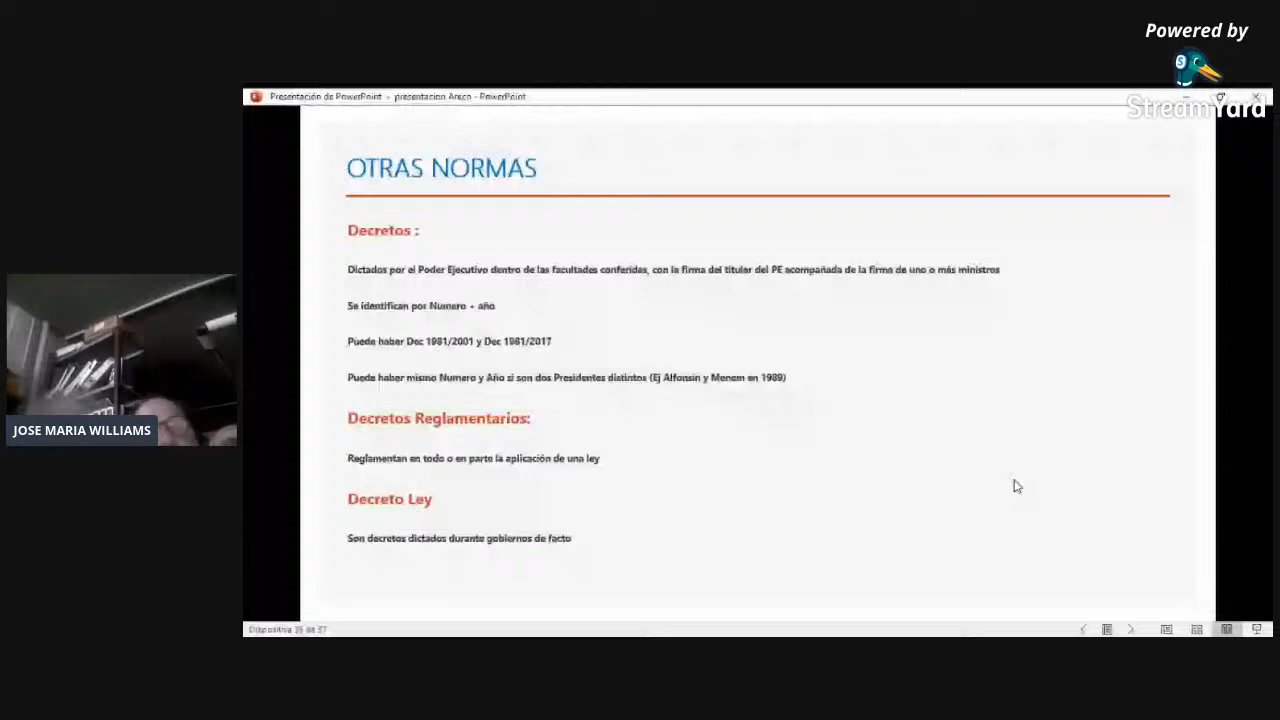 Powered by
StreamYard
Presentación de PowerPoint - presentacion Areco - PowerPoint
OTRAS NORMAS
Decretos :
Dictados por el Poder Ejecutivo dentro de las facultades conferidas, con la firma del titular del PE acompañada de la firma de uno o más ministros
Se identifican por Numero + año
Puede haber Dec 1981/2001 y Dec 1981/2017
Puede haber mismo Numero y Año si son dos Presidentes distintos (Ej Alfonsin y Menem en 1989)
Decretos Reglamentarios:
Reglamentan en todo o en parte la aplicación de una ley
Decreto Ley
Son decretos dictados durante gobiernos de facto
JOSE MARIA WILLIAMS
Diapositiva 35 de 37